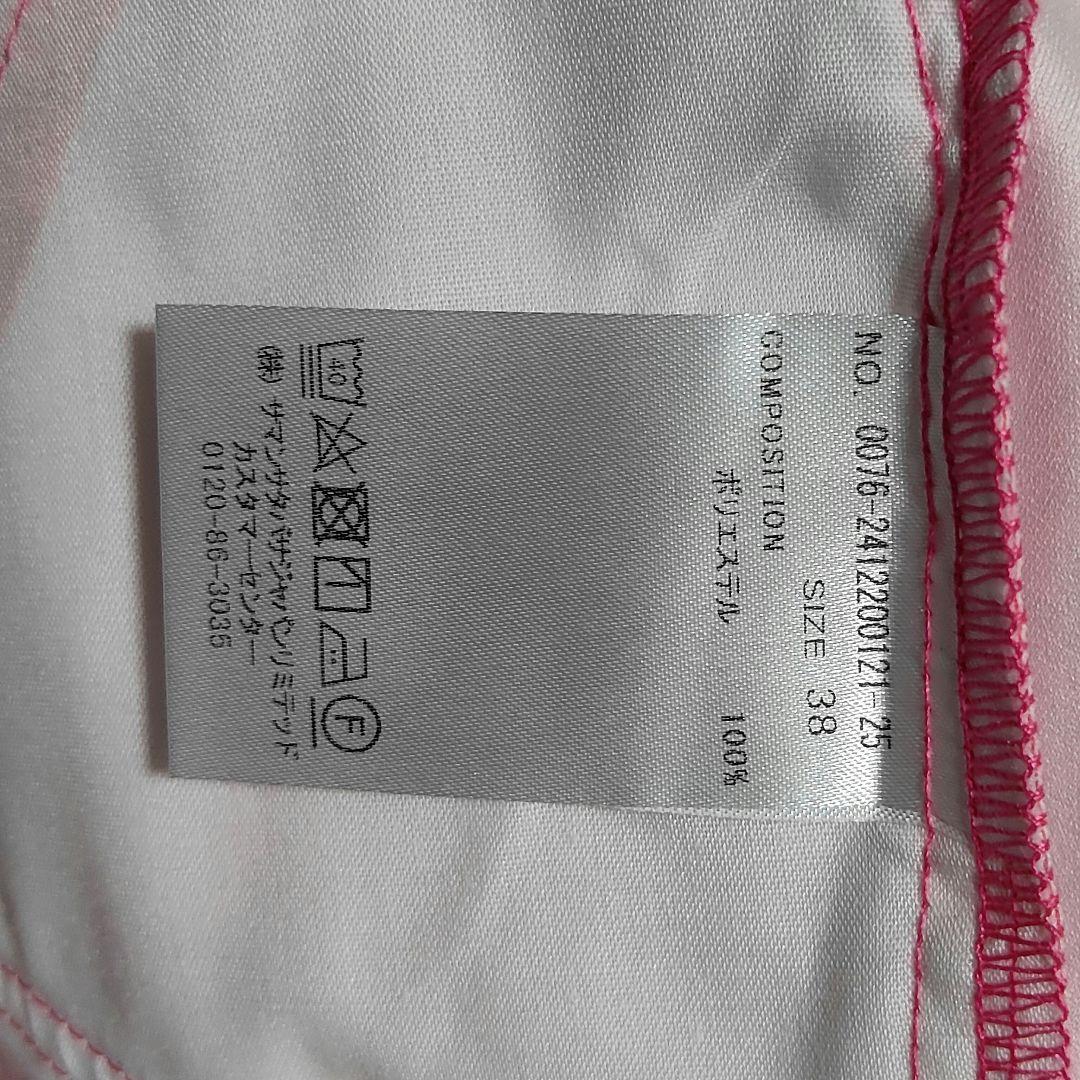 NO. 0076-2412200121-25
SIZE 38
COMPOSITION
ポリエステル 100%
40
F
(株) サマンサタバサジャパンリミテッド
カスタマーセンター
0120-86-3035